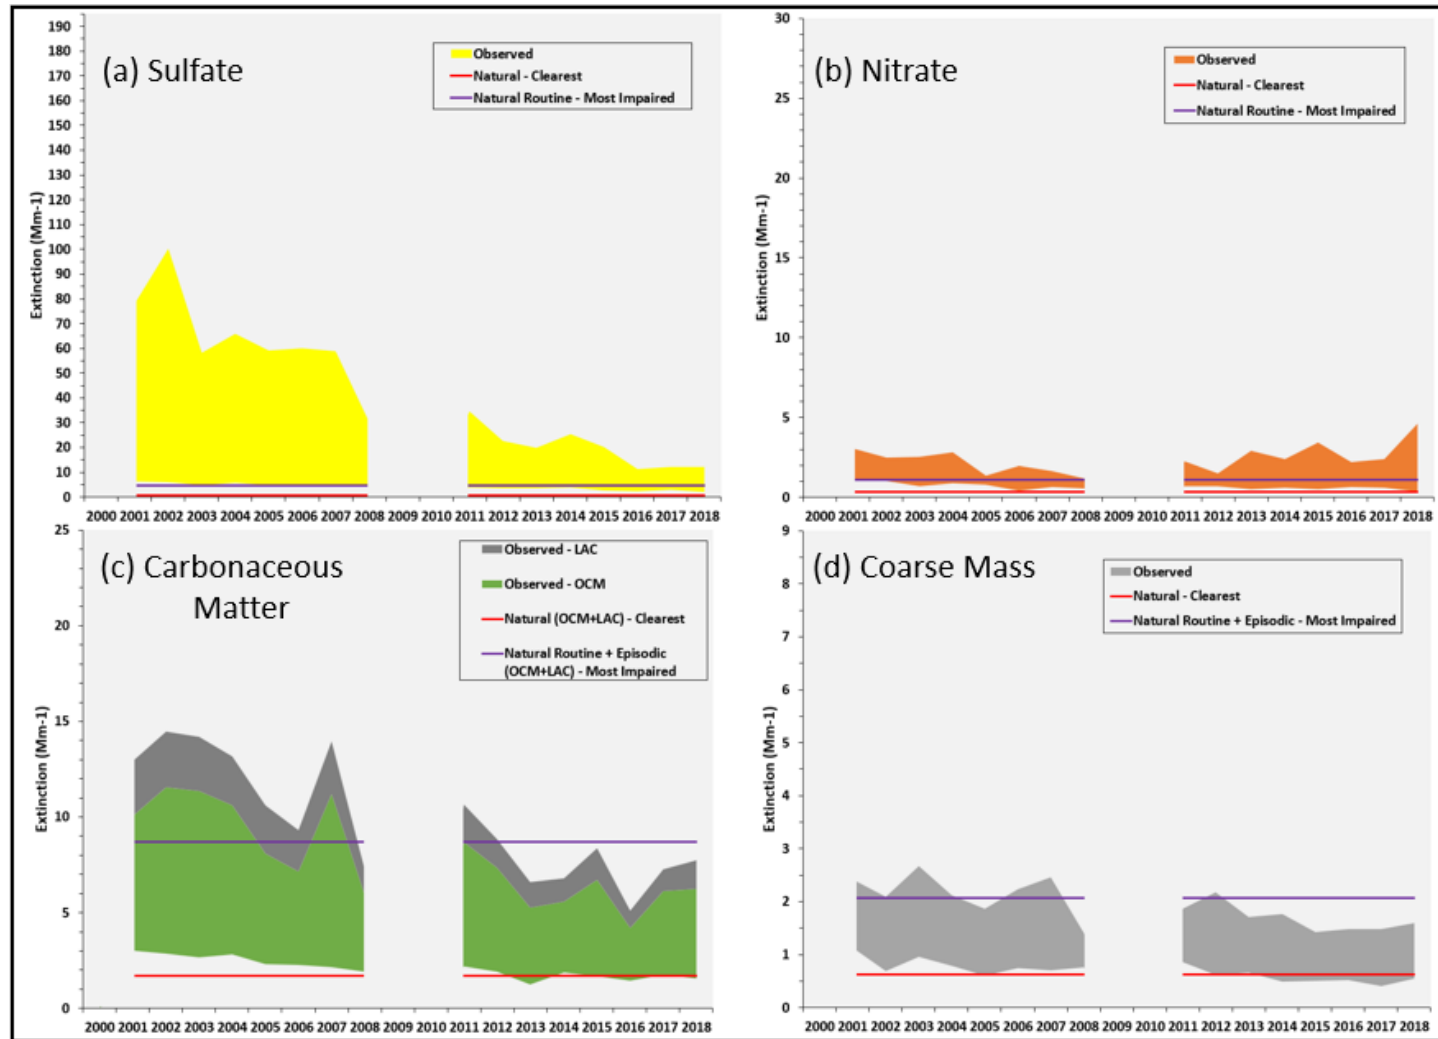 (a) Sulfate
Observed
Natural - Clearest
Natural Routine - Most Impaired
Extinction (Mm-1)
190
180
170
160
150
140
130
120
110
100
90
80
70
60
50
40
30
20
10
0
2000 2001 2002 2003 2004 2005 2006 2007 2008 2009 2010 2011 2012 2013 2014 2015 2016 2017 2018
(b) Nitrate
Observed
Natural - Clearest
Natural Routine - Most Impaired
Extinction (Mm-1)
30
25
20
15
10
5
0
2000 2001 2002 2003 2004 2005 2006 2007 2008 2009 2010 2011 2012 2013 2014 2015 2016 2017 2018
(c) Carbonaceous
Matter
Observed - LAC
Observed - OCM
Natural (OCM+LAC) - Clearest
Natural Routine + Episodic
(OCM+LAC) - Most Impaired
Extinction (Mm-1)
25
20
15
10
5
0
2000 2001 2002 2003 2004 2005 2006 2007 2008 2009 2010 2011 2012 2013 2014 2015 2016 2017 2018
(d) Coarse Mass
Observed
Natural - Clearest
Natural Routine + Episodic - Most Impaired
Extinction (Mm-1)
9
8
7
6
5
4
3
2
1
0
2000 2001 2002 2003 2004 2005 2006 2007 2008 2009 2010 2011 2012 2013 2014 2015 2016 2017 2018